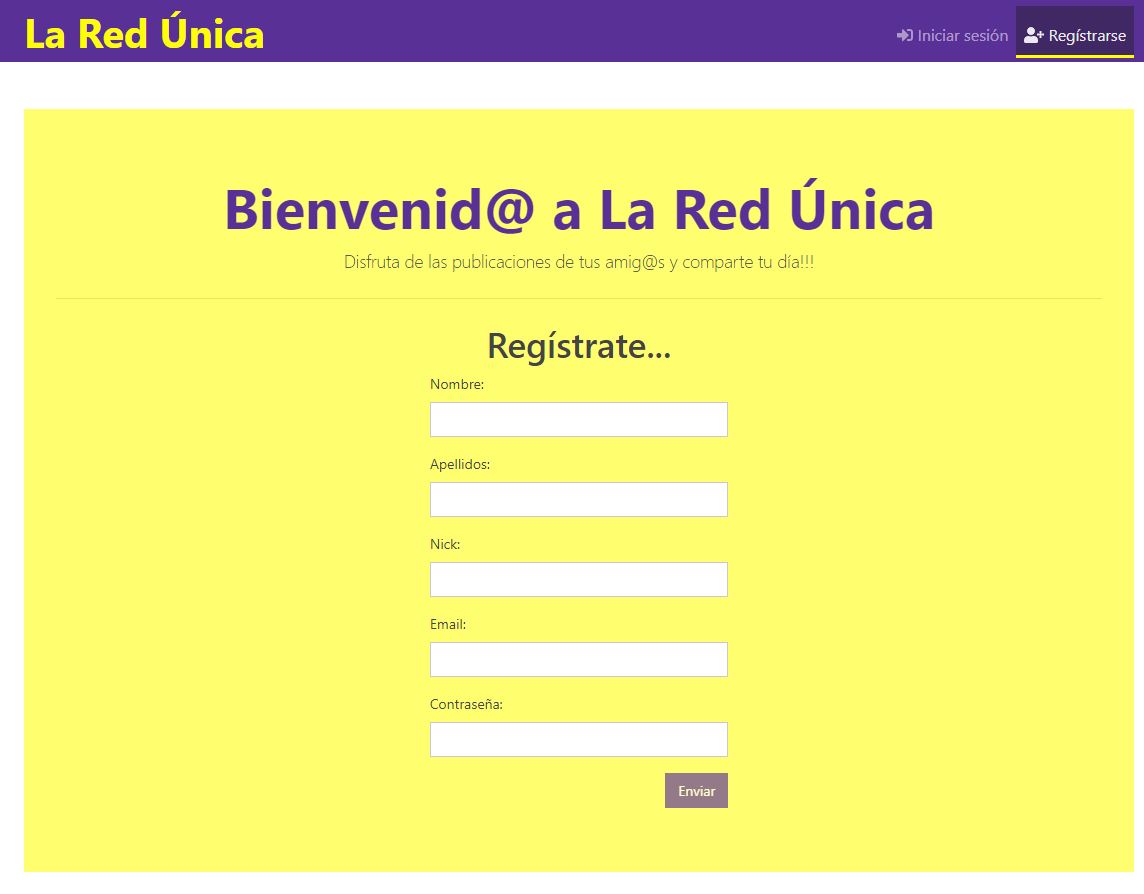 La Red Única
Iniciar sesión
Regístrarse
Bienvenid@ a La Red Única
Disfruta de las publicaciones de tus amig@s y comparte tu día!!!
Regístrate...
Nombre:
Apellidos:
Nick:
Email:
Contraseña:
Enviar